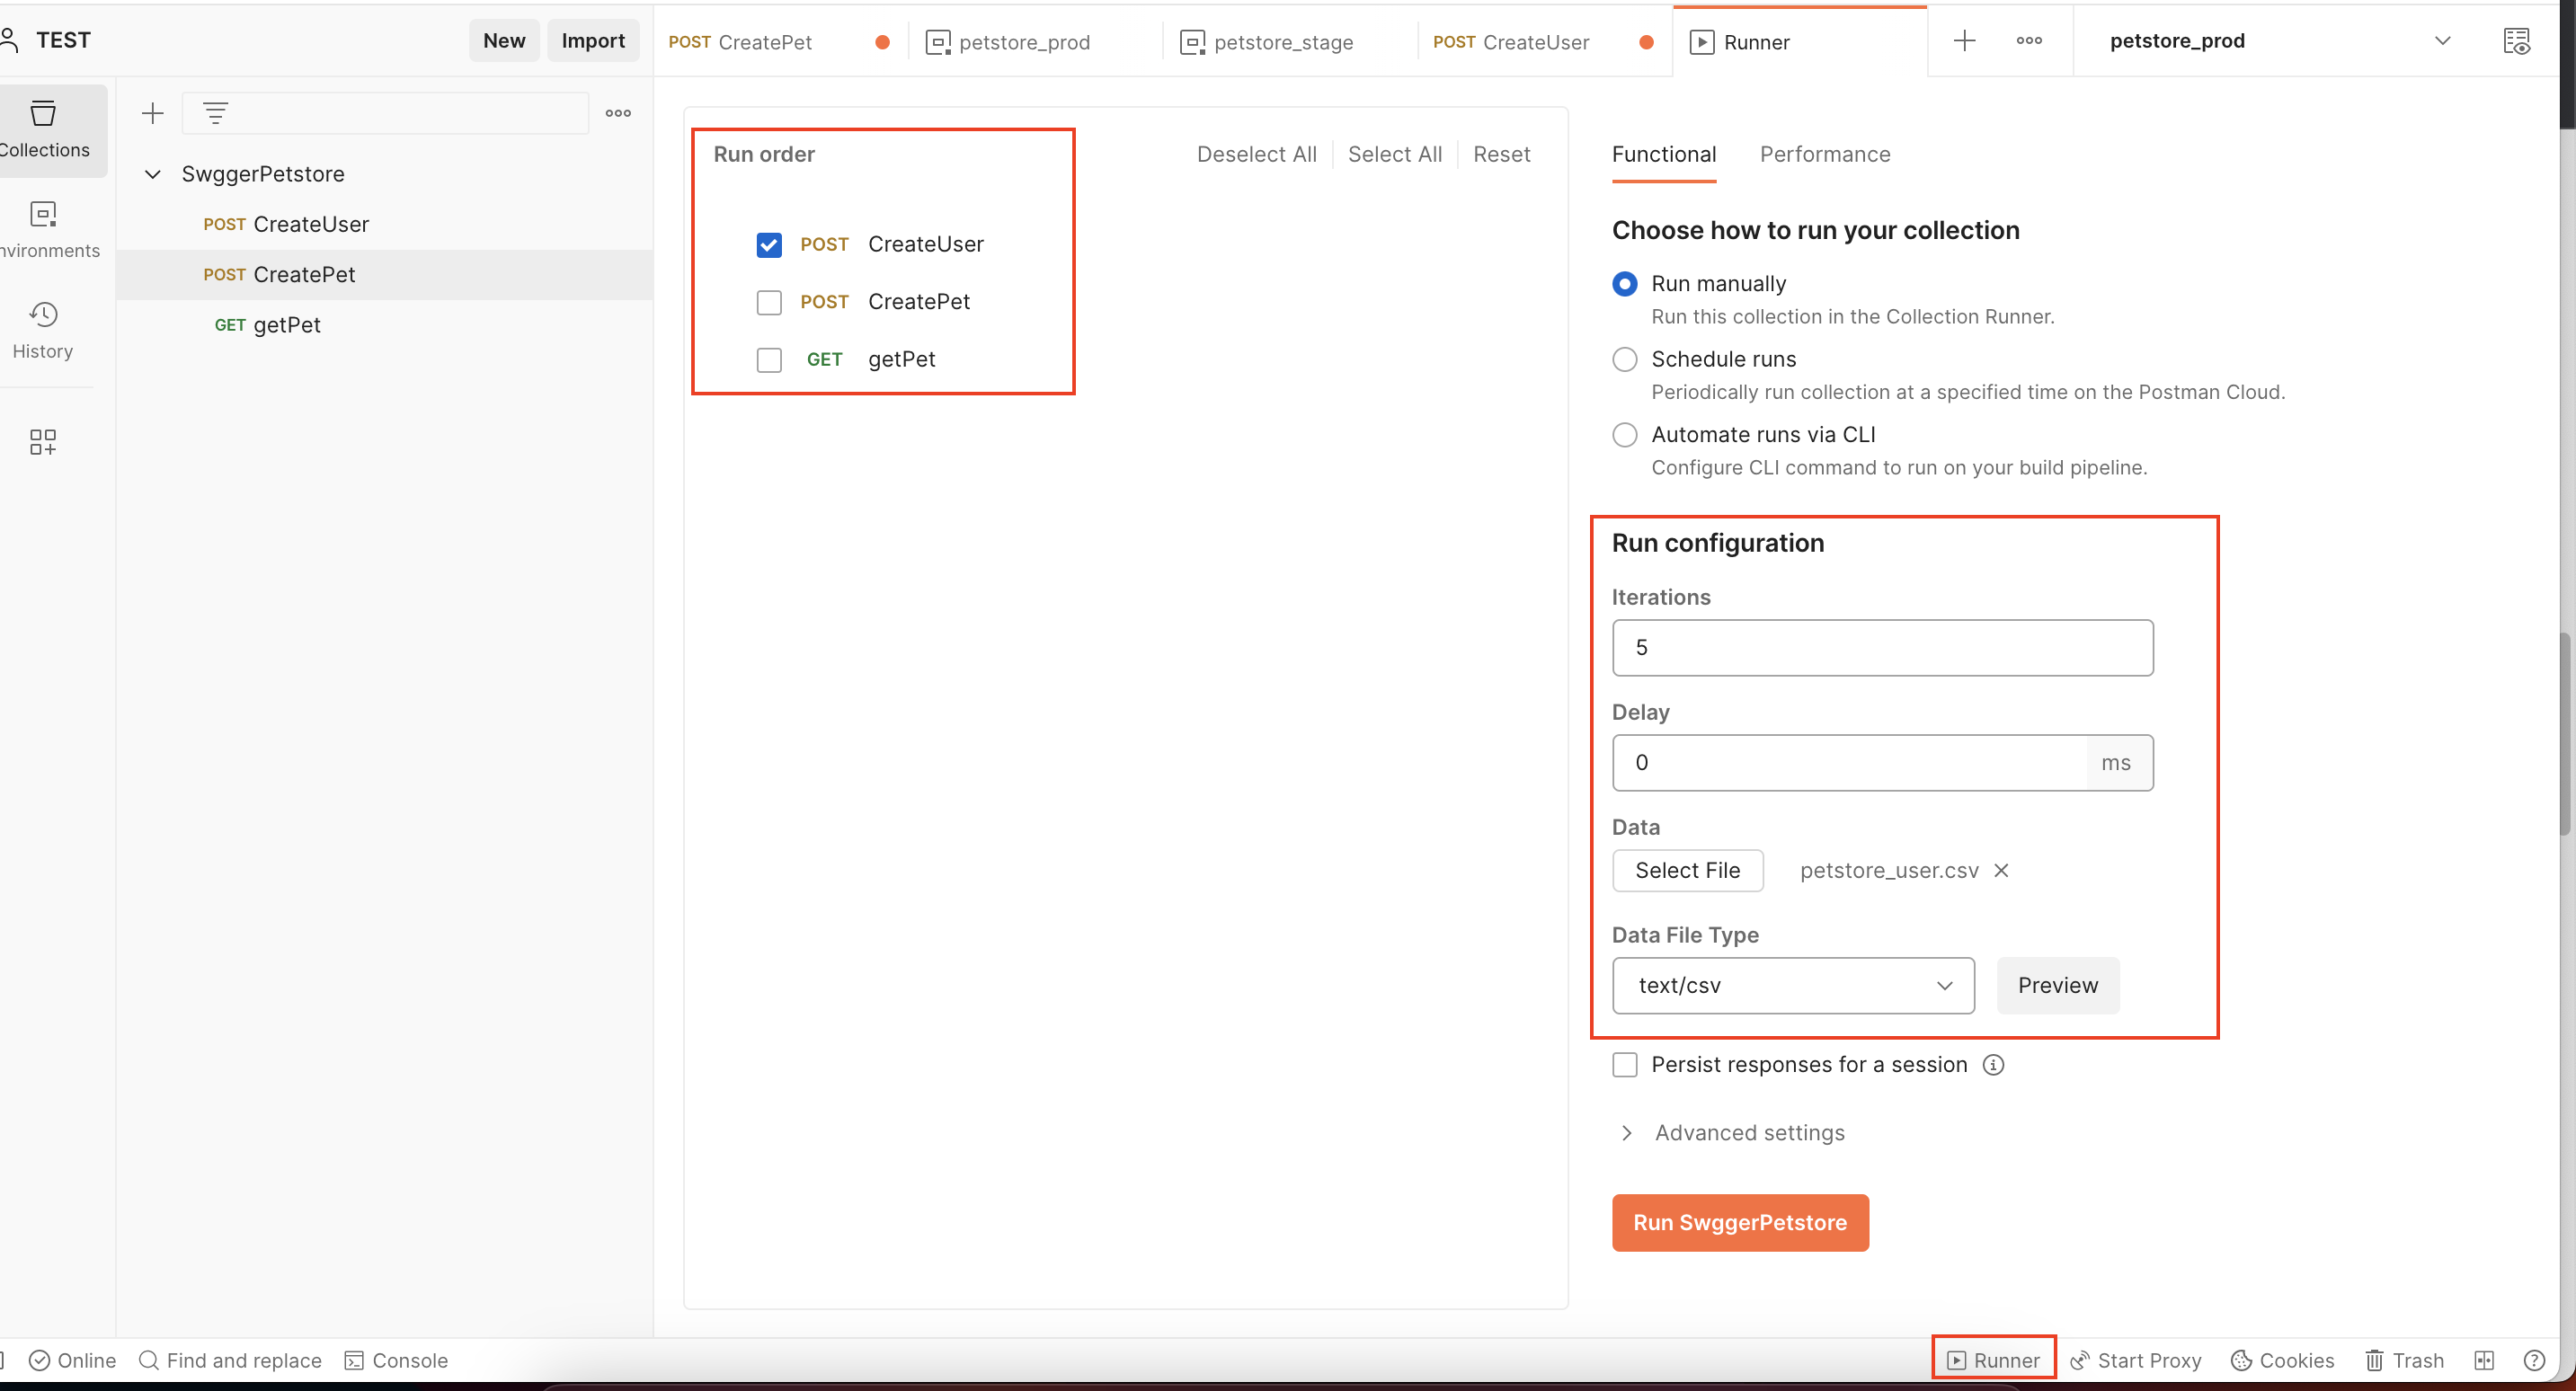 TEST
New
Import
POST CreatePet
petstore_prod
petstore_stage
POST CreateUser
Runner
petstore_prod
Collections
nvironments
History
SwggerPetstore
POST CreateUser
POST CreatePet
GET getPet
Run order
Deselect All
Select All
Reset
POST CreateUser
POST CreatePet
GET getPet
Functional
Performance
Choose how to run your collection
Run manually
Run this collection in the Collection Runner.
Schedule runs
Periodically run collection at a specified time on the Postman Cloud.
Automate runs via CLI
Configure CLI command to run on your build pipeline.
Run configuration
Iterations
5
Delay
0 ms
Data
Select File petstore_user.csv
Data File Type
text/csv
Preview
Persist responses for a session
Advanced settings
Run SwggerPetstore
Online
Find and replace
Console
Runner
Start Proxy
Cookies
Trash